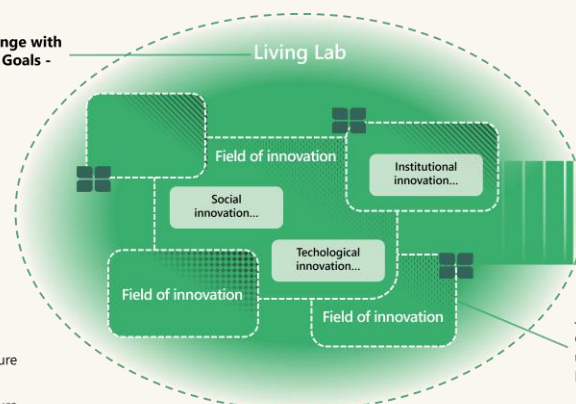 nge with
Goals -
Living Lab
Field of innovation
Institutional
innovation...
Social
innovation...
Techological
innovation...
Field of innovation
Field of innovation
ure